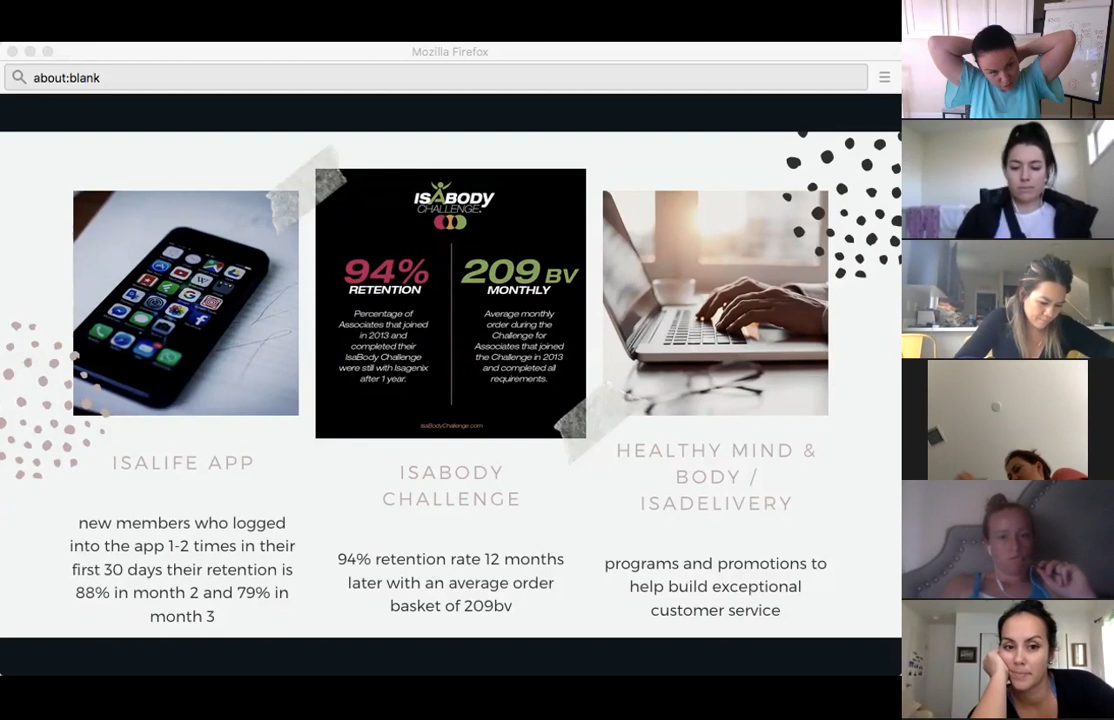 Mozilla Firefox
about:blank
ISABODY
CHALLENGE
94%
RETENTION
Percentage of
Associates that joined
in 2013 and
completed their
IsaBody Challenge
were still with Isagenix
after 1 year.
209 BV
MONTHLY
Average monthly
order during the
Challenge for
Associates that joined
the Challenge in 2013
and completed all
requirements.
IsaBodyChallenge.com
ISALIFE APP
new members who logged
into the app 1-2 times in their
first 30 days their retention is
88% in month 2 and 79% in
month 3
ISABODY
CHALLENGE
94% retention rate 12 months
later with an average order
basket of 209bv
HEALTHY MIND &
BODY /
ISADELIVERY
programs and promotions to
help build exceptional
customer service